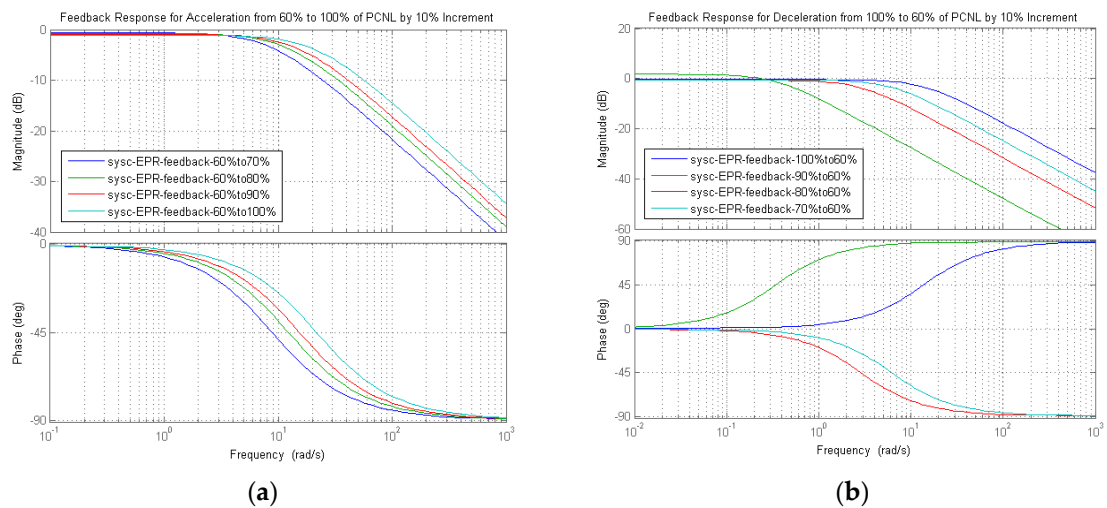 Feedback Response for Acceleration from 60% to 100% of PCNL by 10% Increment
0
-10
-20
-30
-40
Magnitude (dB)
sysc-EPR-feedback-60%to70%
sysc-EPR-feedback-60%to80%
sysc-EPR-feedback-60%to90%
sysc-EPR-feedback-60%to100%
0
-45
-90
Phase (deg)
10^-1
10^0
10^1
10^2
10^3
Frequency (rad/s)
(a)
Feedback Response for Deceleration from 100% to 60% of PCNL by 10% Increment
20
0
-20
-40
-60
Magnitude (dB)
sysc-EPR-feedback-100%to60%
sysc-EPR-feedback-90%to60%
sysc-EPR-feedback-80%to60%
sysc-EPR-feedback-70%to60%
90
45
0
-45
-90
Phase (deg)
10^-2
10^-1
10^0
10^1
10^2
10^3
Frequency (rad/s)
(b)